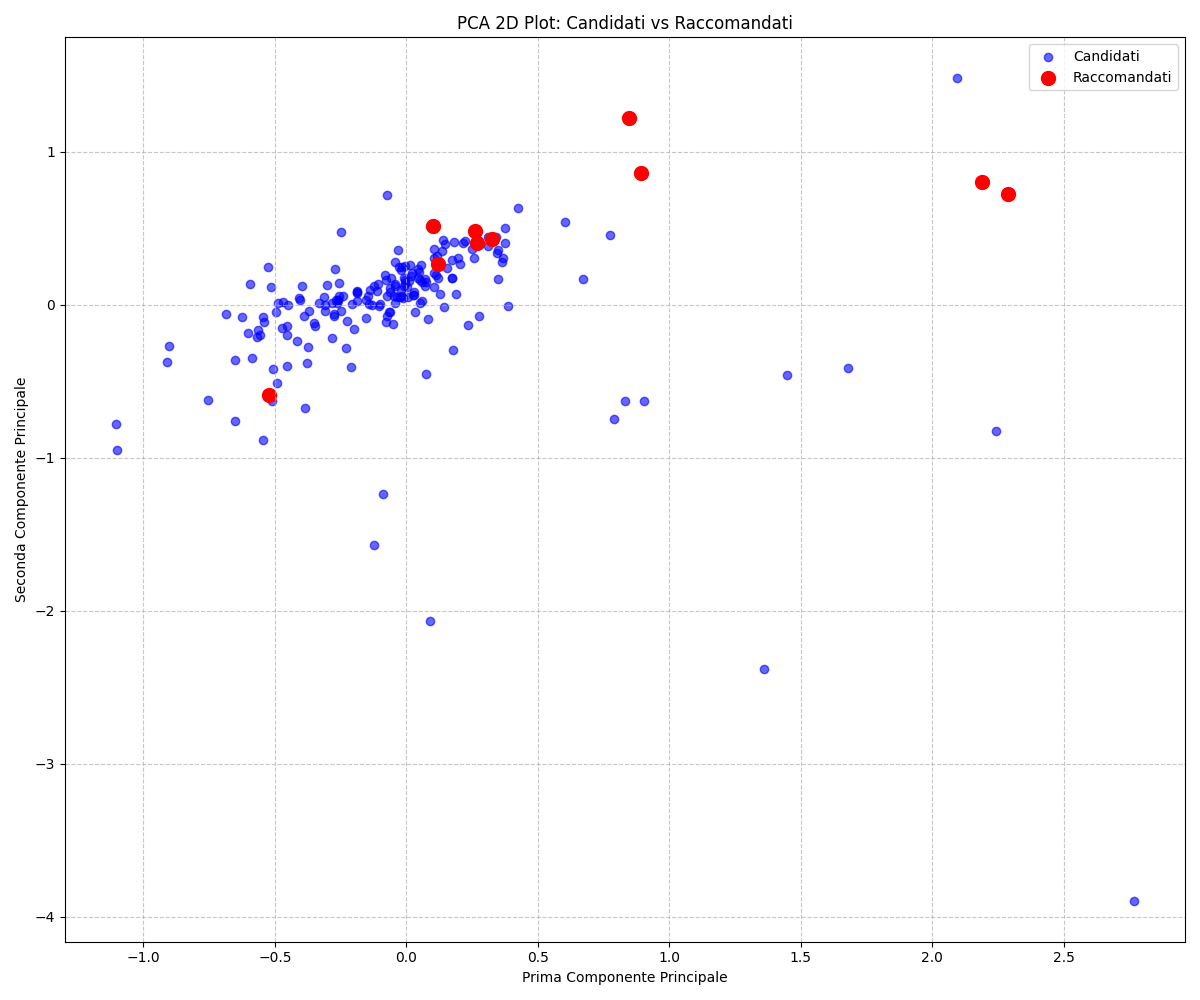 PCA 2D Plot: Candidati vs Raccomandati
Candidati
Raccomandati
1
0
−1
−2
−3
−4
Seconda Componente Principale
−1.0
−0.5
0.0
0.5
1.0
1.5
2.0
2.5
Prima Componente Principale